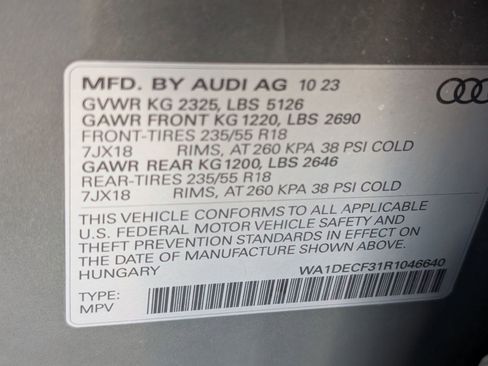 MFD. BY AUDI AG 10 23
GVWR KG 2325, LBS 5126
GAWR FRONT KG 1220, LBS 2690
FRONT-TIRES 235/55 R18
7JX18 RIMS, AT 260 KPA 38 PSI COLD
GAWR REAR KG1200, LBS 2646
REAR-TIRES 235/55 R18
7JX18 RIMS, AT 260 KPA 38 PSI COLD
THIS VEHICLE CONFORMS TO ALL APPLICABLE
U.S. FEDERAL MOTOR VEHICLE SAFETY AND
THEFT PREVENTION STANDARDS IN EFFECT ON
THE DATE OF MANUFACTURE SHOWN ABOVE.
HUNGARY WA1DECF31R1046640
TYPE:
MPV